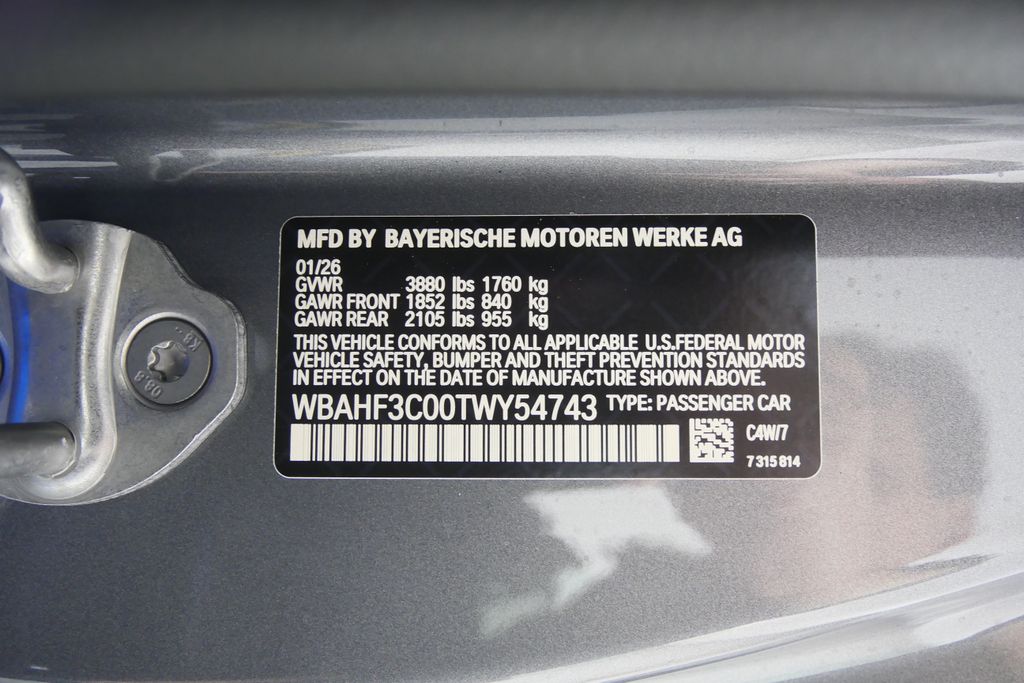 MFD BY BAYERISCHE MOTOREN WERKE AG
01/26
GVWR 3880 lbs 1760 kg
GAWR FRONT 1852 lbs 840 kg
GAWR REAR 2105 lbs 955 kg
THIS VEHICLE CONFORMS TO ALL APPLICABLE U.S.FEDERAL MOTOR
VEHICLE SAFETY, BUMPER AND THEFT PREVENTION STANDARDS
IN EFFECT ON THE DATE OF MANUFACTURE SHOWN ABOVE.
WBAHF3C00TWY54743 TYPE: PASSENGER CAR
C4W/7
7 315 814